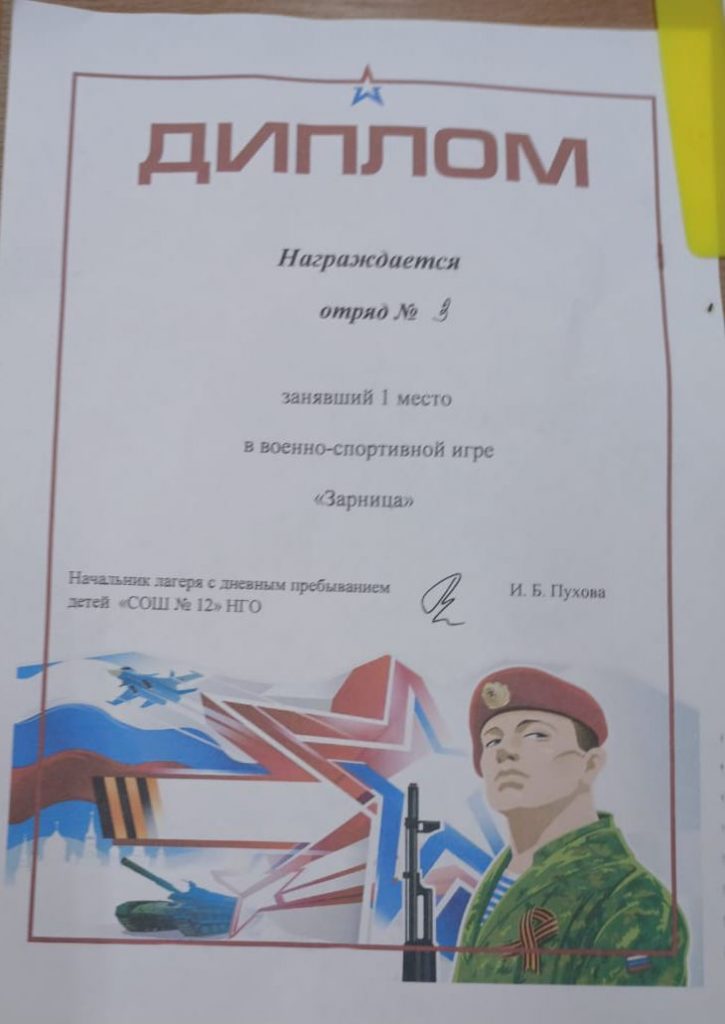 ДИПЛОМ
Награждается
отряд № 3
занявший 1 место
в военно-спортивной игре
«Зарница»
Начальник лагеря с дневным пребыванием
детей «СОШ № 12» НГО
И. Б. Пухова